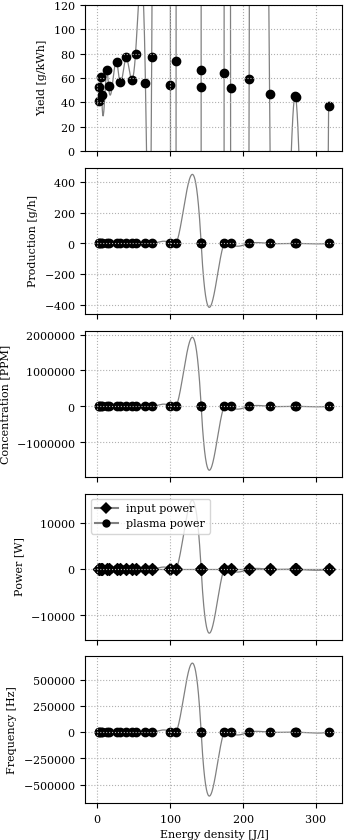 120
100
80
60
40
20
0
Yield [g/kWh]
400
200
0
−200
−400
Production [g/h]
2000000
1000000
0
−1000000
Concentration [PPM]
input power
plasma power
10000
0
−10000
Power [W]
500000
250000
0
−250000
−500000
Frequency [Hz]
0 100 200 300
Energy density [J/l]